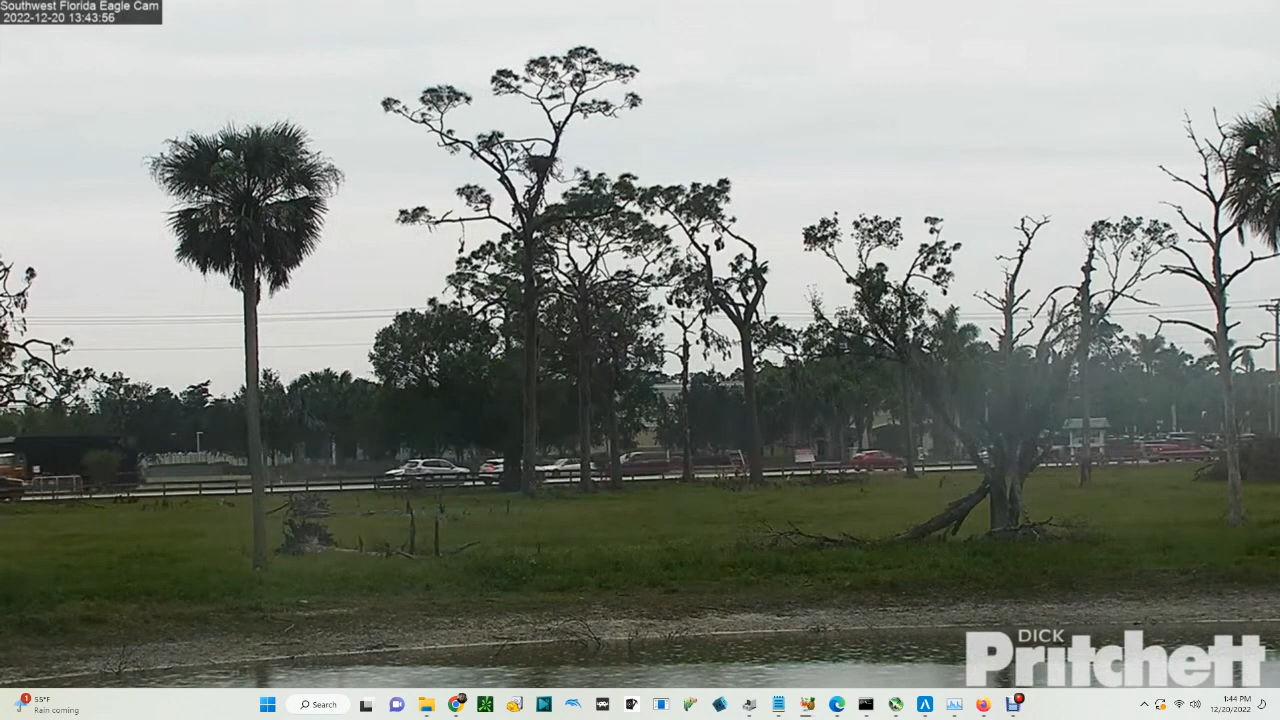 Southwest Florida Eagle Cam
2022-12-20 13:43:56
DICK
Pritchett
1
55°F
Rain coming
Search
1:44 PM
12/20/2022